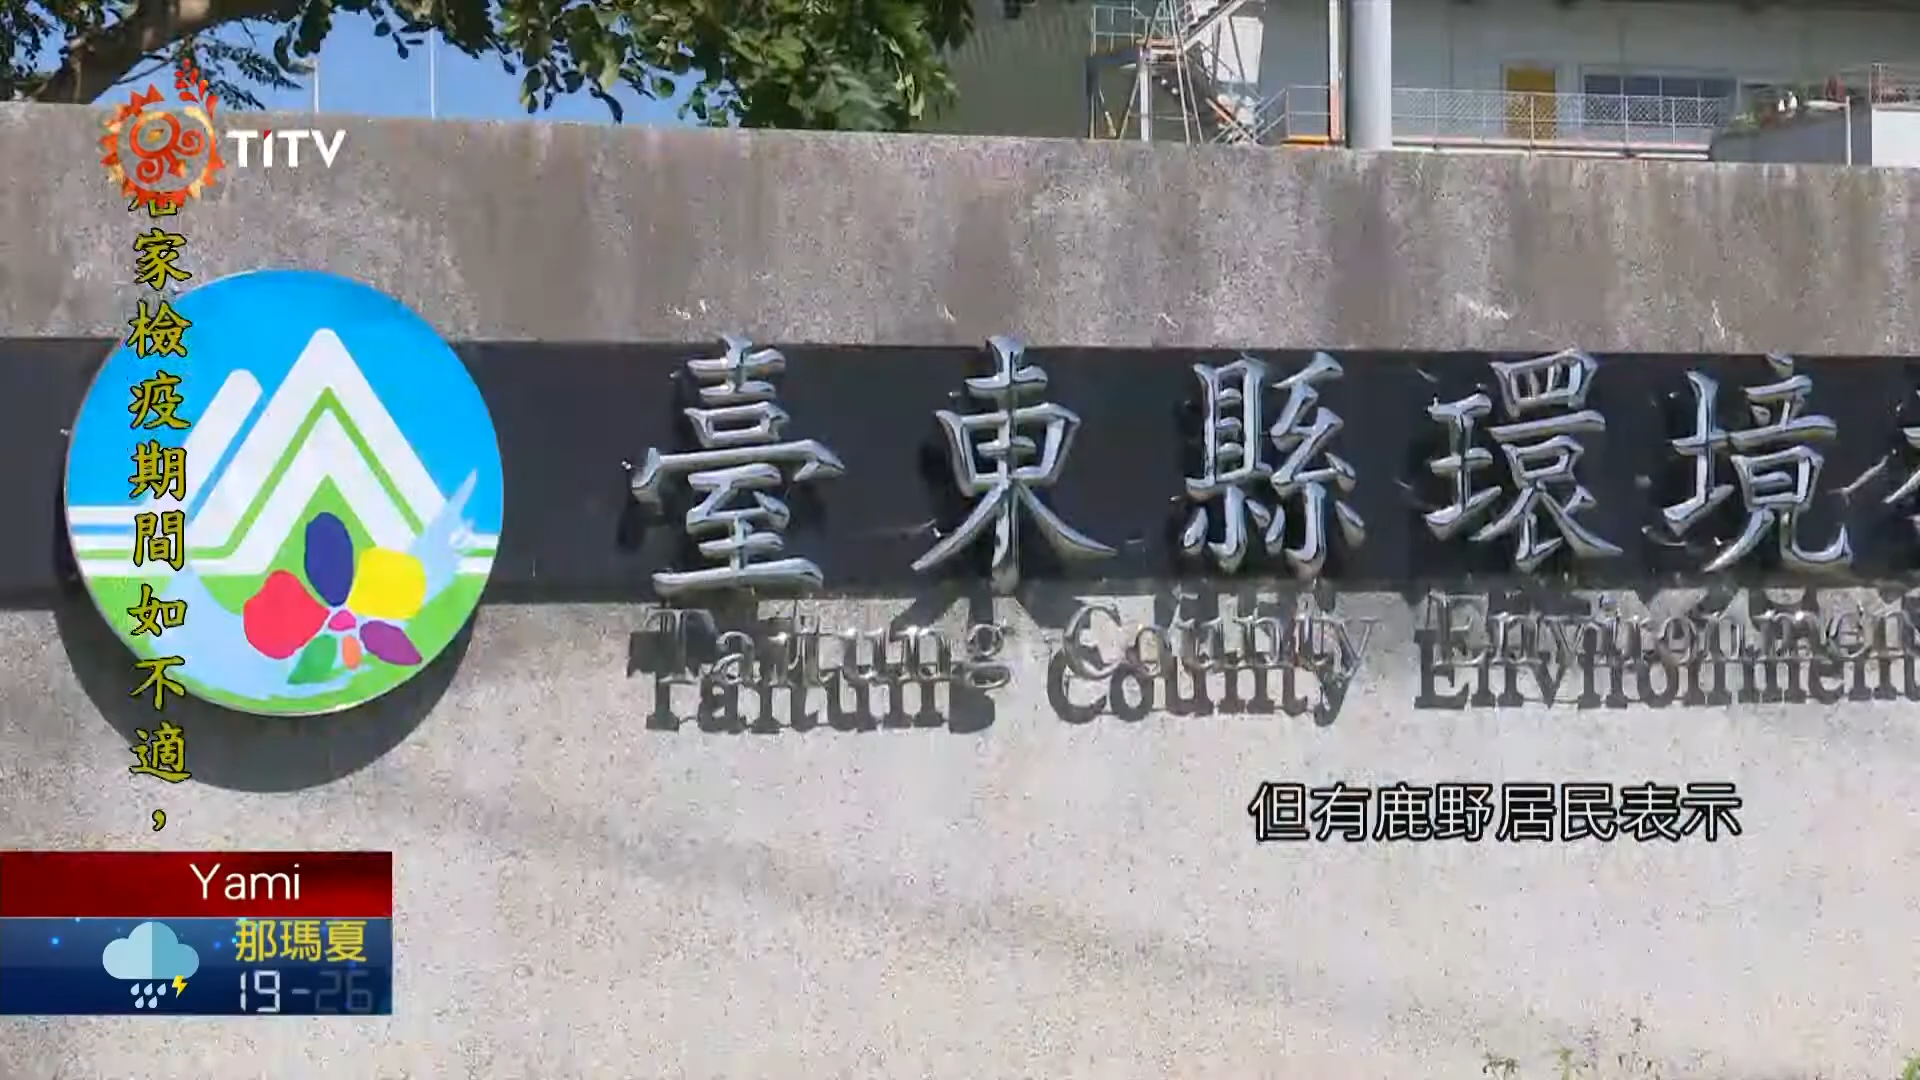 TITV
家檢疫期間如不適，
臺東縣環境
Taitung County Environmen
但有鹿野居民表示
Yami
那瑪夏
19-26